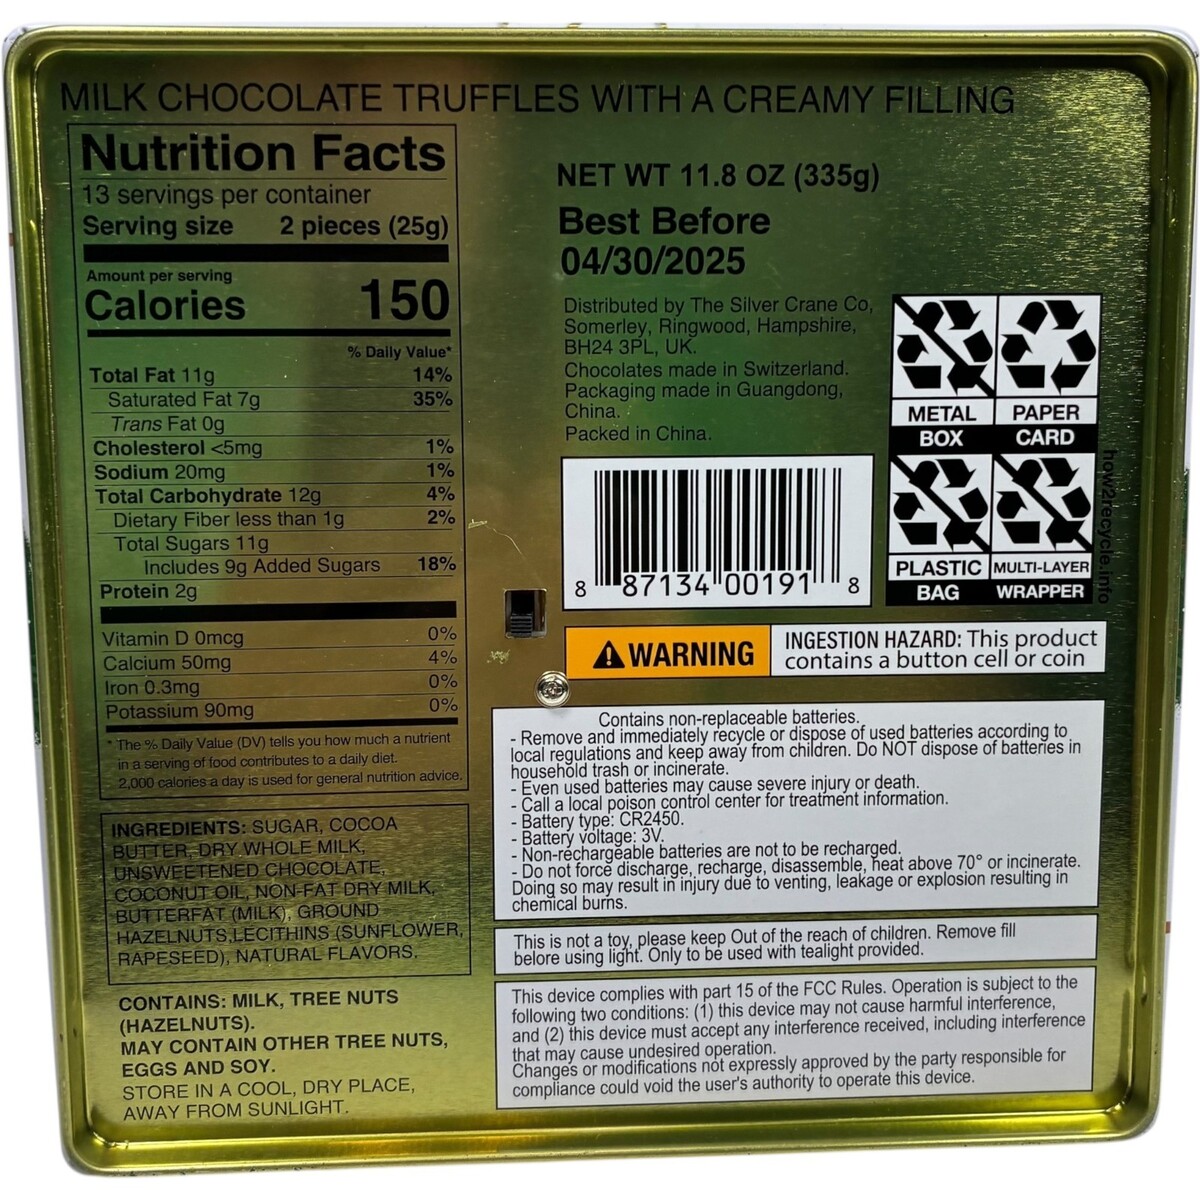 MILK CHOCOLATE TRUFFLES WITH A CREAMY FILLING
Nutrition Facts
13 servings per container
Serving size 2 pieces (25g)
Amount per serving
Calories 150
% Daily Value*
Total Fat 11g 14%
Saturated Fat 7g 35%
Trans Fat 0g
Cholesterol <5mg 1%
Sodium 20mg 1%
Total Carbohydrate 12g 4%
Dietary Fiber less than 1g 2%
Total Sugars 11g
Includes 9g Added Sugars 18%
Protein 2g
Vitamin D 0mcg 0%
Calcium 50mg 4%
Iron 0.3mg 0%
Potassium 90mg 0%
* The % Daily Value (DV) tells you how much a nutrient
in a serving of food contributes to a daily diet.
2,000 calories a day is used for general nutrition advice.
INGREDIENTS: SUGAR, COCOA
BUTTER, DRY WHOLE MILK,
UNSWEETENED CHOCOLATE,
COCONUT OIL, NON-FAT DRY MILK,
BUTTERFAT (MILK), GROUND
HAZELNUTS,LECITHINS (SUNFLOWER,
RAPESEED), NATURAL FLAVORS.
CONTAINS: MILK, TREE NUTS
(HAZELNUTS).
MAY CONTAIN OTHER TREE NUTS,
EGGS AND SOY.
STORE IN A COOL, DRY PLACE,
AWAY FROM SUNLIGHT.
NET WT 11.8 OZ (335g)
Best Before
04/30/2025
Distributed by The Silver Crane Co,
Somerley, Ringwood, Hampshire,
BH24 3PL, UK.
Chocolates made in Switzerland.
Packaging made in Guangdong,
China.
Packed in China.
METAL PAPER
BOX CARD
PLASTIC MULTI-LAYER
BAG WRAPPER
how2recycle.info
8 87134 00191 8
WARNING
INGESTION HAZARD: This product
contains a button cell or coin
Contains non-replaceable batteries.
- Remove and immediately recycle or dispose of used batteries according to
local regulations and keep away from children. Do NOT dispose of batteries in
household trash or incinerate.
- Even used batteries may cause severe injury or death.
- Call a local poison control center for treatment information.
- Battery type: CR2450.
- Battery voltage: 3V.
- Non-rechargeable batteries are not to be recharged.
- Do not force discharge, recharge, disassemble, heat above 70° or incinerate.
Doing so may result in injury due to venting, leakage or explosion resulting in
chemical burns.
This is not a toy, please keep Out of the reach of children. Remove fill
before using light. Only to be used with tealight provided.
This device complies with part 15 of the FCC Rules. Operation is subject to the
following two conditions: (1) this device may not cause harmful interference,
and (2) this device must accept any interference received, including interference
that may cause undesired operation.
Changes or modifications not expressly approved by the party responsible for
compliance could void the user's authority to operate this device.